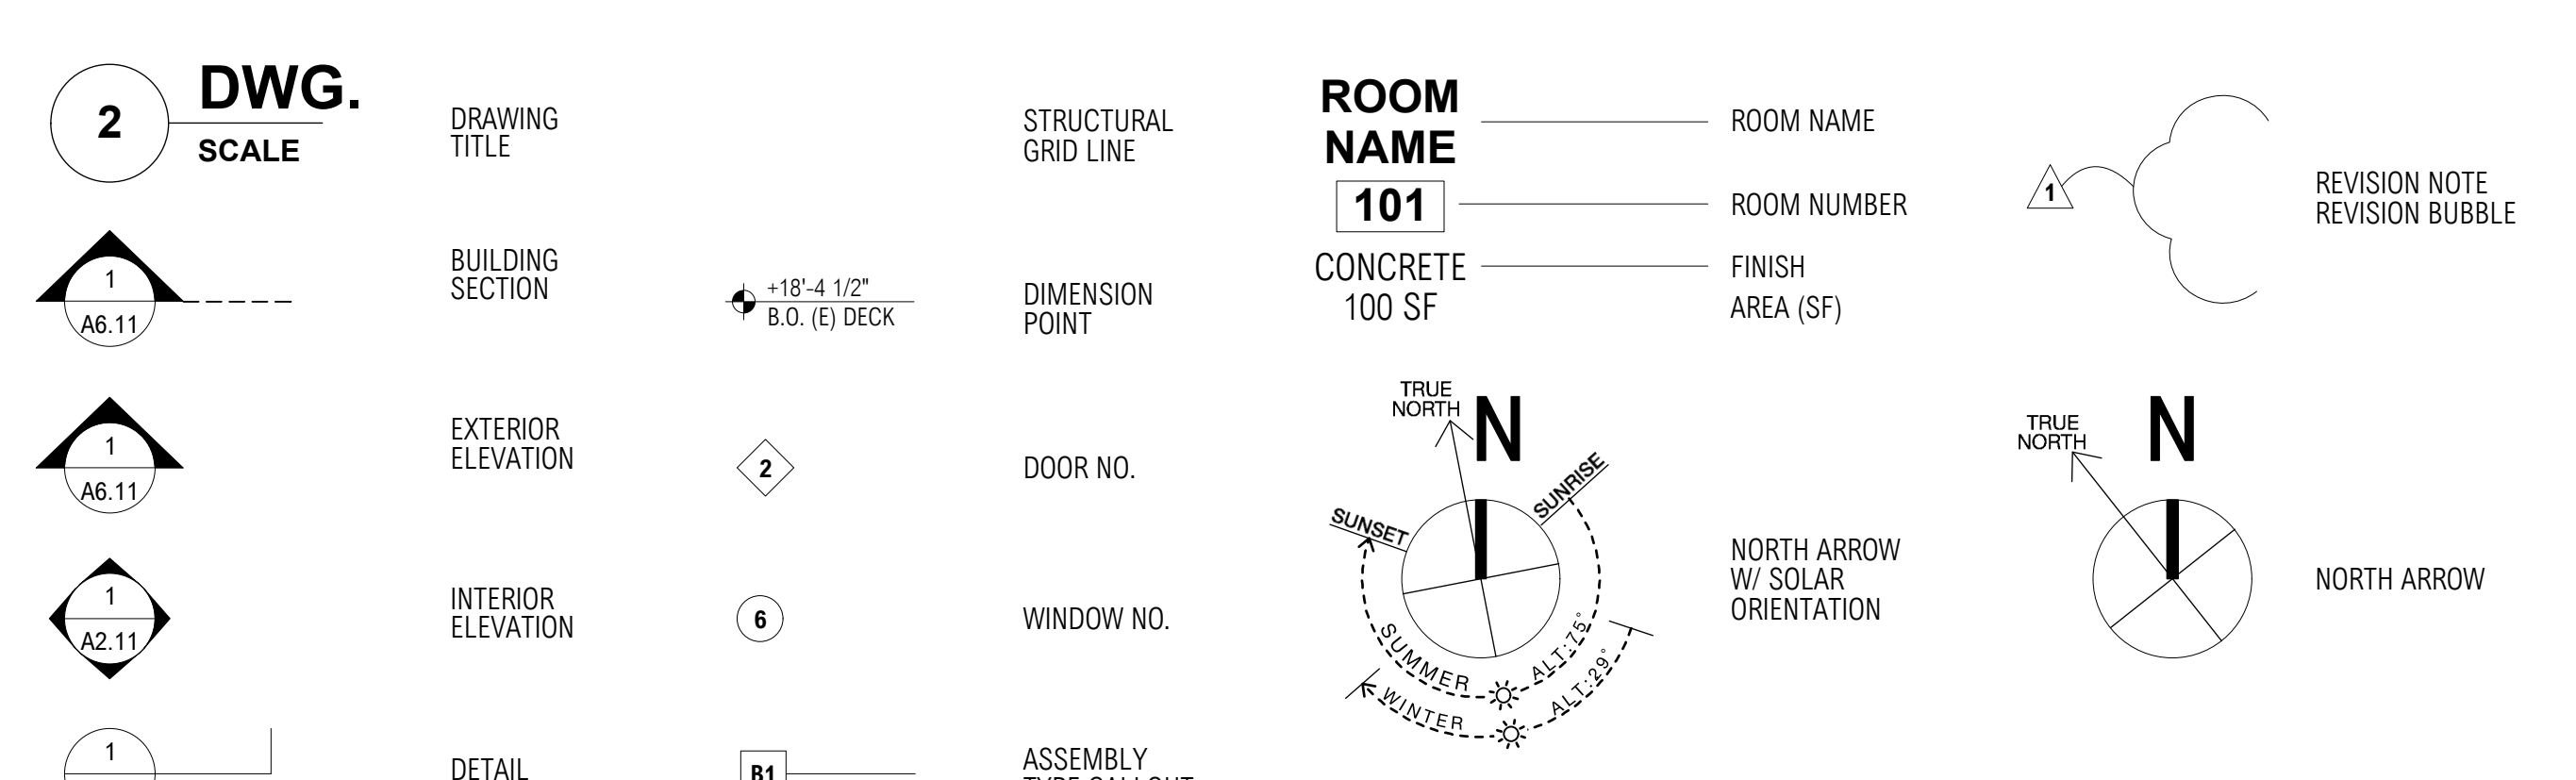 2
DWG.
SCALE
DRAWING
TITLE
STRUCTURAL
GRID LINE
ROOM
NAME
ROOM NAME
101
ROOM NUMBER
CONCRETE
FINISH
100 SF
AREA (SF)
1
REVISION NOTE
REVISION BUBBLE
1
A6.11
BUILDING
SECTION
+18'-4 1/2"
B.O. (E) DECK
DIMENSION
POINT
1
A6.11
EXTERIOR
ELEVATION
2
DOOR NO.
TRUE
NORTH
N
SUNRISE
SUNSET
SUMMER
ALT:75°
WINTER
ALT:29°
NORTH ARROW
W/ SOLAR
ORIENTATION
TRUE
NORTH
N
NORTH ARROW
1
A2.11
INTERIOR
ELEVATION
6
WINDOW NO.
1
DETAIL
B1
ASSEMBLY
TYPE CALLOUT